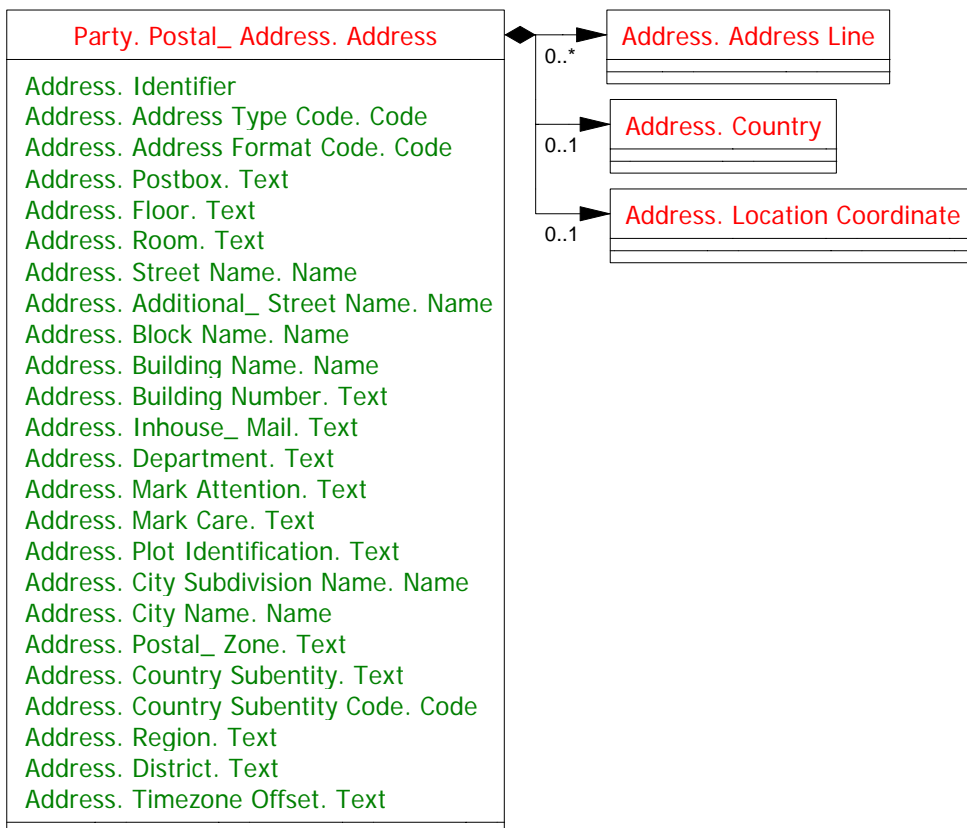 Party. Postal_ Address. Address
Address. Identifier
Address. Address Type Code. Code
Address. Address Format Code. Code
Address. Postbox. Text
Address. Floor. Text
Address. Room. Text
Address. Street Name. Name
Address. Additional_ Street Name. Name
Address. Block Name. Name
Address. Building Name. Name
Address. Building Number. Text
Address. Inhouse_ Mail. Text
Address. Department. Text
Address. Mark Attention. Text
Address. Mark Care. Text
Address. Plot Identification. Text
Address. City Subdivision Name. Name
Address. City Name. Name
Address. Postal_ Zone. Text
Address. Country Subentity. Text
Address. Country Subentity Code. Code
Address. Region. Text
Address. District. Text
Address. Timezone Offset. Text
0..*
Address. Address Line
0..1
Address. Country
0..1
Address. Location Coordinate